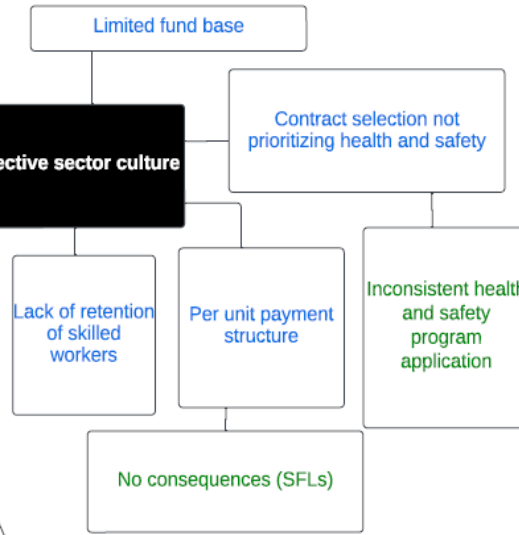 Limited fund base
Contract selection not
prioritizing health and safety
ective sector culture
Lack of retention
of skilled
workers
Per unit payment
structure
Inconsistent health
and safety
program
application
No consequences (SFLs)